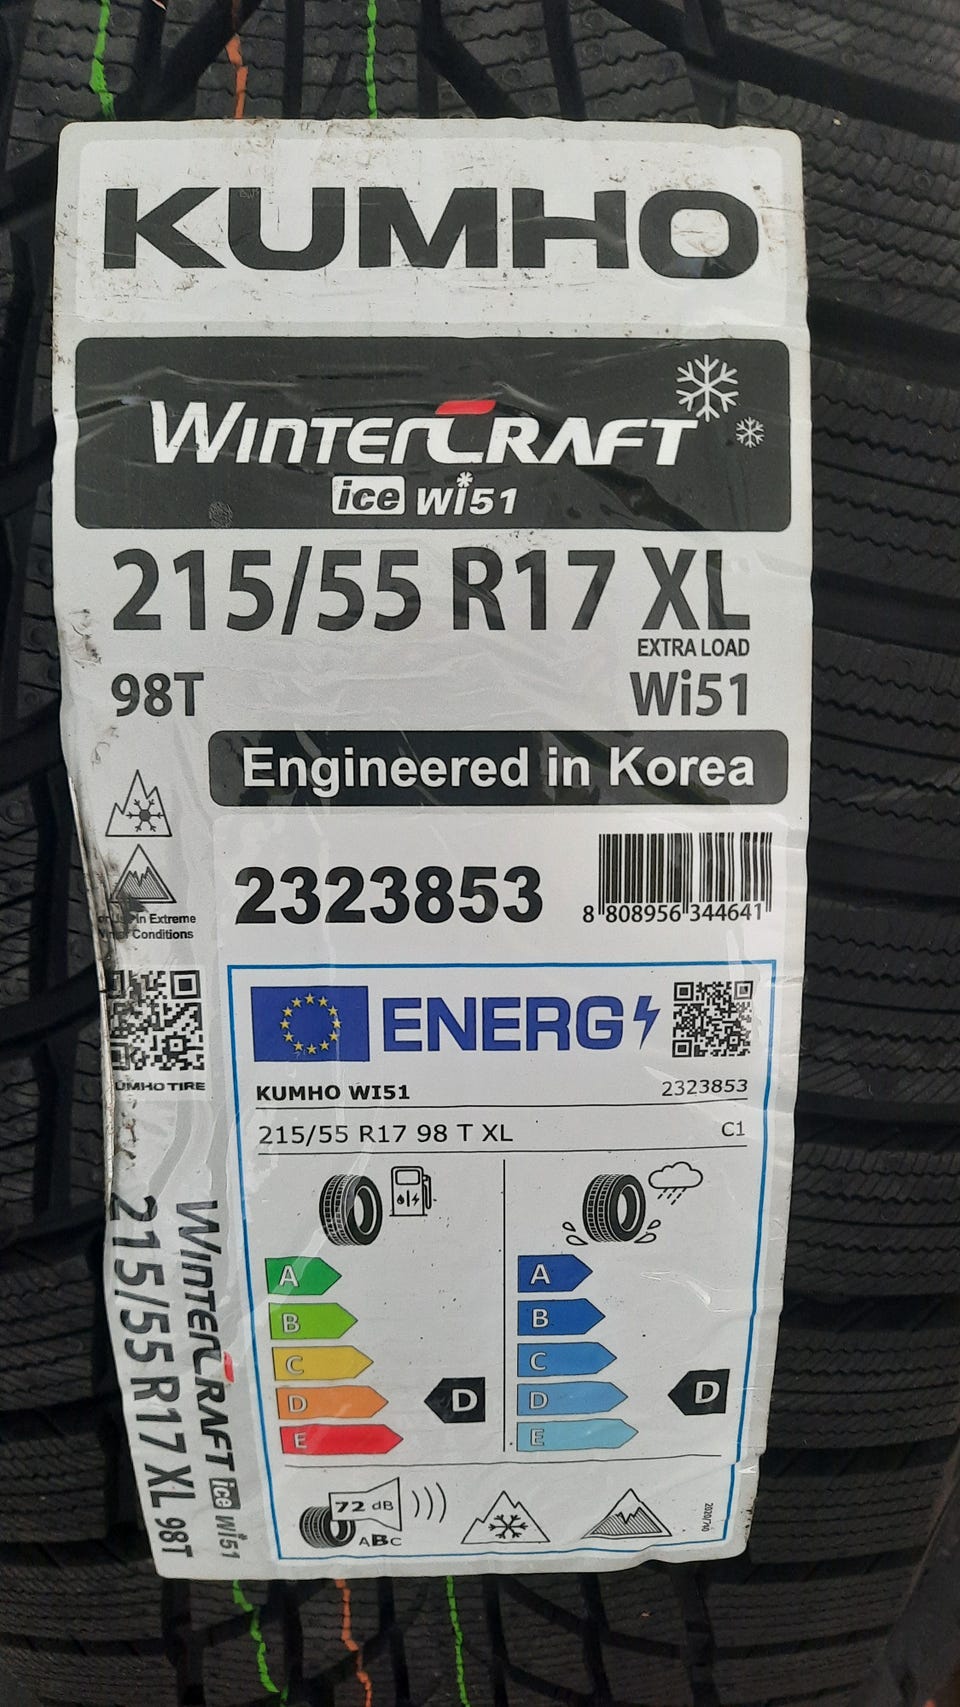 KUMHO
WINTERCRAFT
ice wi51
215/55 R17 XL
EXTRA LOAD
98T Wi51
Engineered in Korea
in Extreme
Conditions
2323853
8 808956 344641
KUMHO TIRE
ENERG
KUMHO WI51 2323853
215/55 R17 98 T XL C1
A A
B B
C C
D D D D
E E
72 dB
ABC
2020/740
WINTERCRAFT ice wi51
215/55 R17 XL 98T